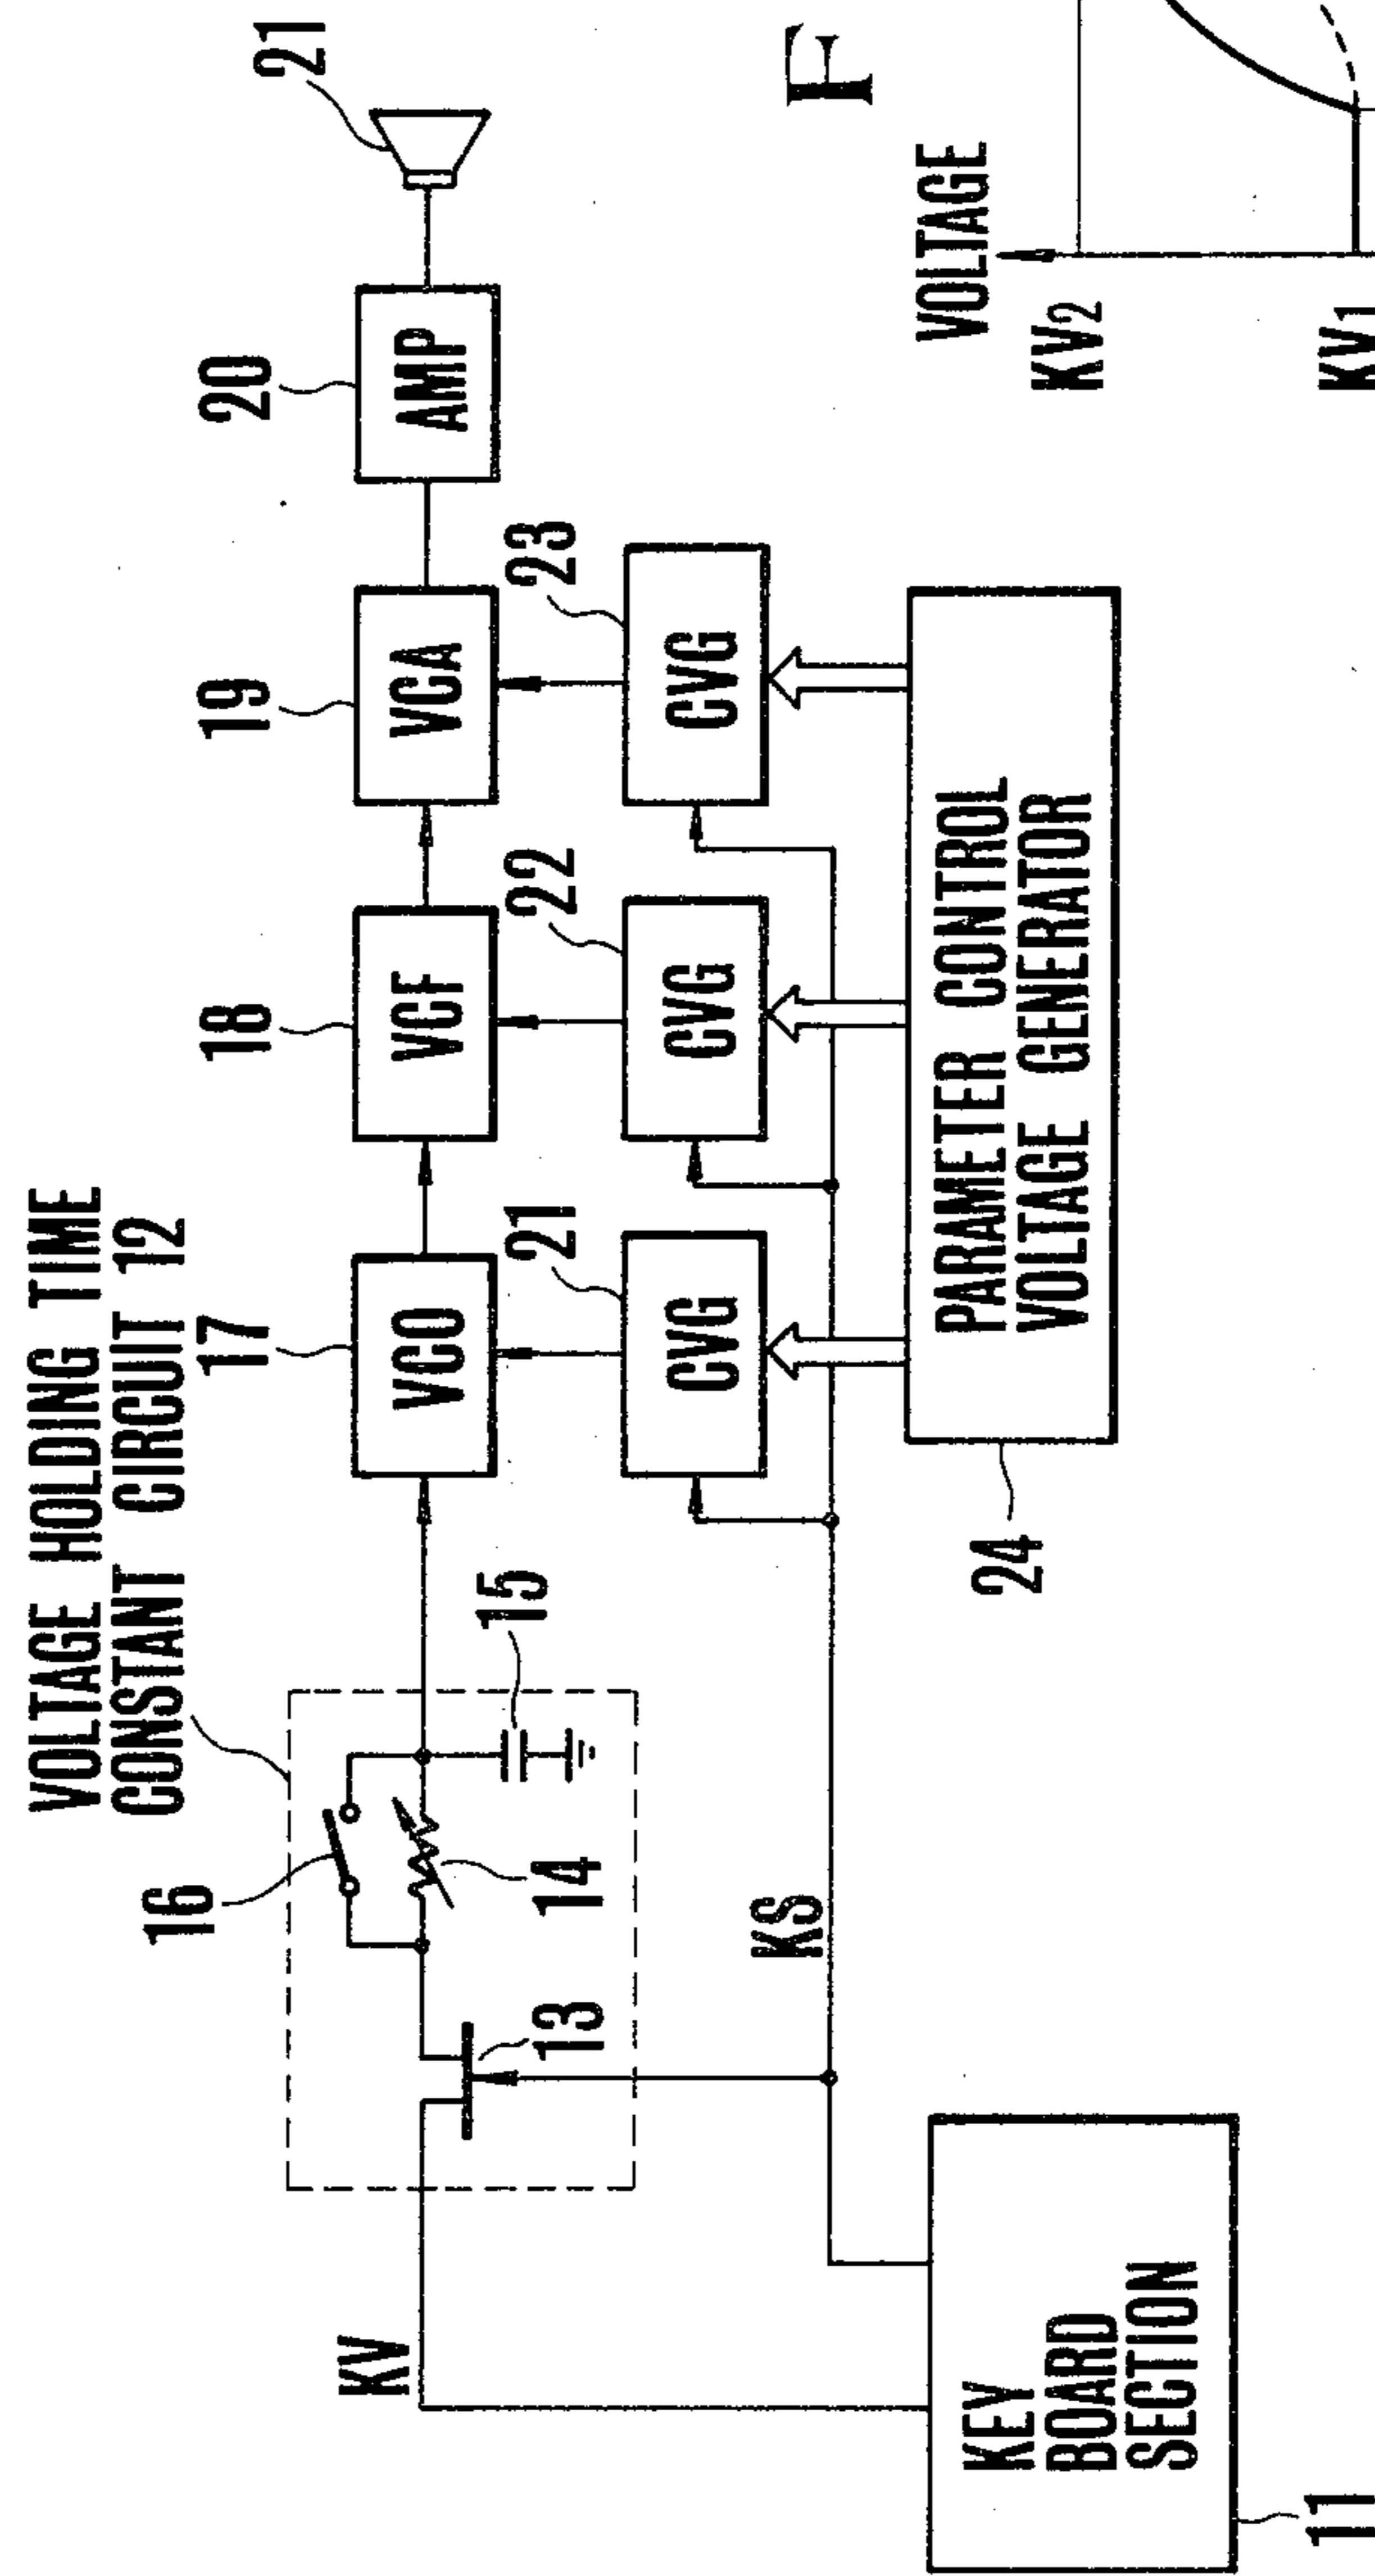 VOLTAGE HOLDING TIME
CONSTANT CIRCUIT 12
16
17
18
19
20
21
VCO
VCF
VCA
AMP
KV
13
14
15
21
22
23
CVG
CVG
CVG
KS
KEY
BOARD
SECTION
11
24
PARAMETER CONTROL
VOLTAGE GENERATOR
F
VOLTAGE
KV2
KV1